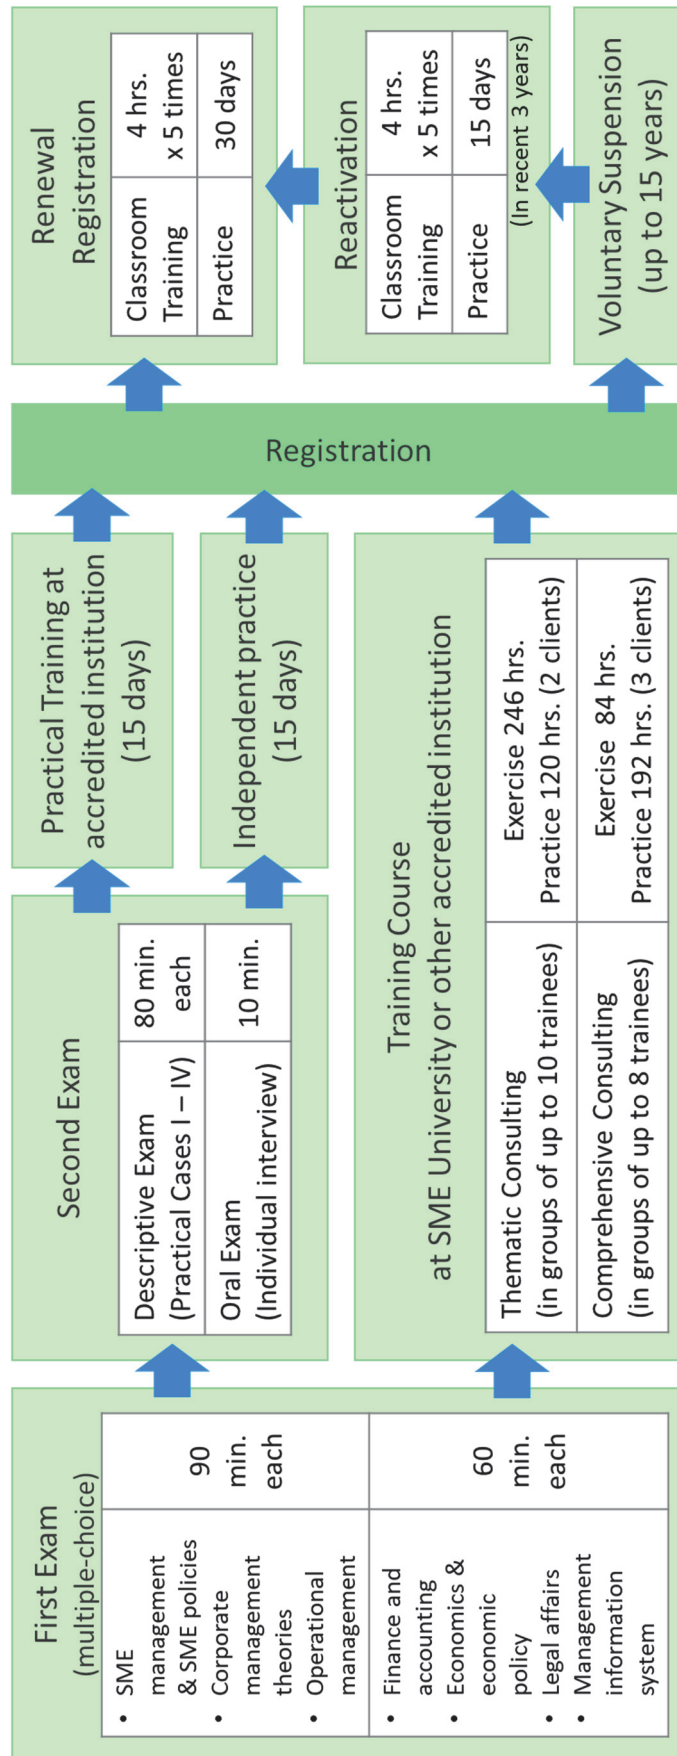 First Exam
(multiple-choice)
• SME
management
& SME policies
• Corporate
management
theories
• Operational
management
90
min.
each
• Finance and
accounting
• Economics &
economic
policy
• Legal affairs
• Management
information
system
60
min.
each
Second Exam
Descriptive Exam
(Practical Cases I – IV)
80 min.
each
Oral Exam
(Individual interview)
10 min.
Practical Training at
accredited institution
(15 days)
Independent practice
(15 days)
Training Course
at SME University or other accredited institution
Thematic Consulting
(in groups of up to 10 trainees)
Exercise 246 hrs.
Practice 120 hrs. (2 clients)
Comprehensive Consulting
(in groups of up to 8 trainees)
Exercise 84 hrs.
Practice 192 hrs. (3 clients)
Registration
Renewal
Registration
Classroom
Training
4 hrs.
x 5 times
Practice
30 days
Reactivation
Classroom
Training
4 hrs.
x 5 times
Practice
15 days
(In recent 3 years)
Voluntary Suspension
(up to 15 years)